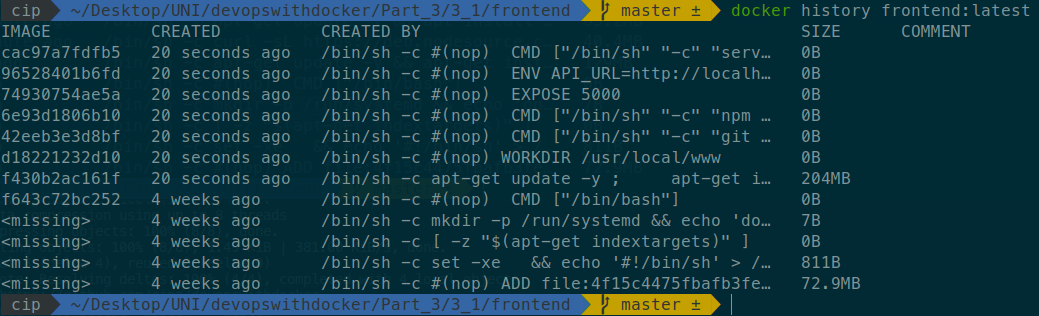 cip ~/Desktop/UNI/devopswithdocker/Part_3/3_1/frontend master ± docker history frontend:latest
IMAGE CREATED CREATED BY SIZE COMMENT
cac97a7fdfb5 20 seconds ago /bin/sh -c #(nop) CMD ["/bin/sh" "-c" "serv… 0B
96528401b6fd 20 seconds ago /bin/sh -c #(nop) ENV API_URL=http://localh… 0B
74930754ae5a 20 seconds ago /bin/sh -c #(nop) EXPOSE 5000 0B
6e93d1806b10 20 seconds ago /bin/sh -c #(nop) CMD ["/bin/sh" "-c" "npm … 0B
42eeb3e3d8bf 20 seconds ago /bin/sh -c #(nop) CMD ["/bin/sh" "-c" "git … 0B
d18221232d10 20 seconds ago /bin/sh -c #(nop) WORKDIR /usr/local/www 0B
f430b2ac161f 20 seconds ago /bin/sh -c apt-get update -y ; apt-get i… 204MB
f643c72bc252 4 weeks ago /bin/sh -c #(nop) CMD ["/bin/bash"] 0B
<missing> 4 weeks ago /bin/sh -c mkdir -p /run/systemd && echo 'do… 7B
<missing> 4 weeks ago /bin/sh -c [ -z "$(apt-get indextargets)" ] 0B
<missing> 4 weeks ago /bin/sh -c set -xe && echo '#!/bin/sh' > /… 811B
<missing> 4 weeks ago /bin/sh -c #(nop) ADD file:4f15c4475fbafb3fe… 72.9MB
cip ~/Desktop/UNI/devopswithdocker/Part_3/3_1/frontend master ±